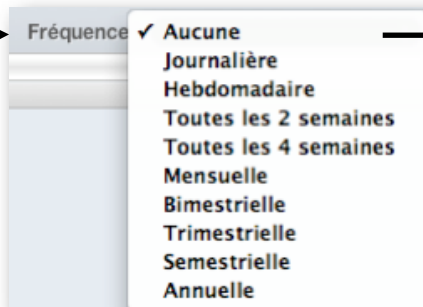 Fréquence ✓ Aucune
Journalière
Hebdomadaire
Toutes les 2 semaines
Toutes les 4 semaines
Mensuelle
Bimestrielle
Trimestrielle
Semestrielle
Annuelle